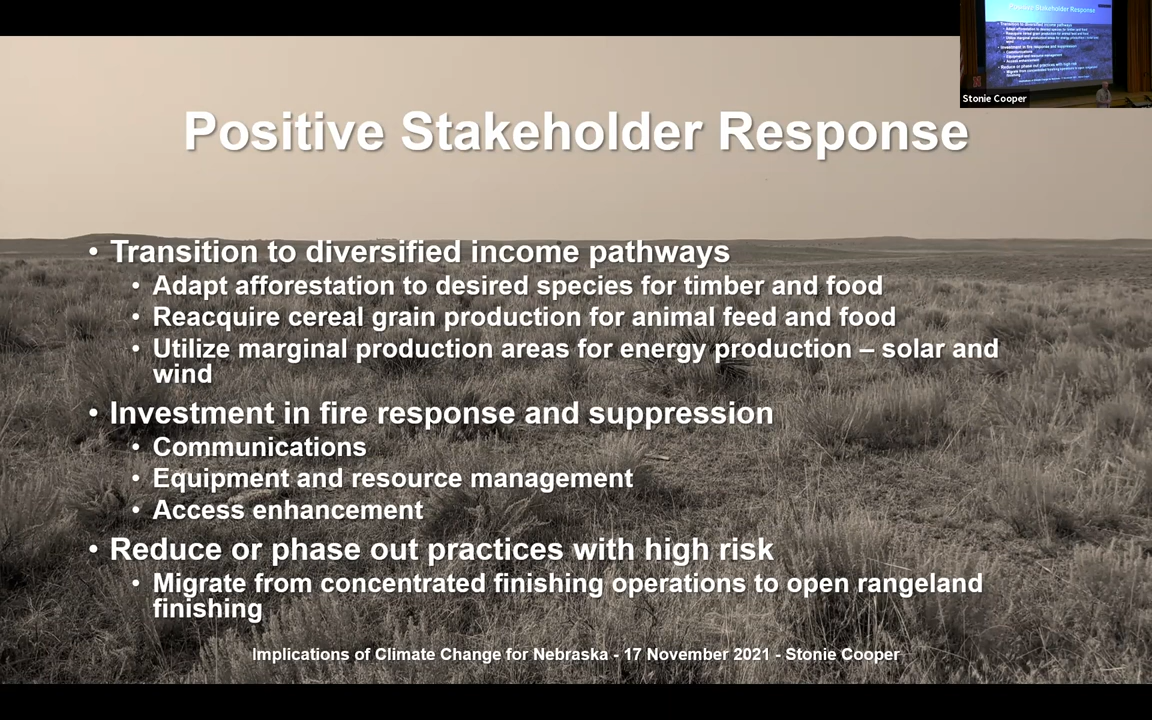 Positive Stakeholder Response
Stonie Cooper
Positive Stakeholder Response
• Transition to diversified income pathways
• Adapt afforestation to desired species for timber and food
• Reacquire cereal grain production for animal feed and food
• Utilize marginal production areas for energy production – solar and
wind
• Investment in fire response and suppression
• Communications
• Equipment and resource management
• Access enhancement
• Reduce or phase out practices with high risk
• Migrate from concentrated finishing operations to open rangeland
finishing
Implications of Climate Change for Nebraska - 17 November 2021 - Stonie Cooper